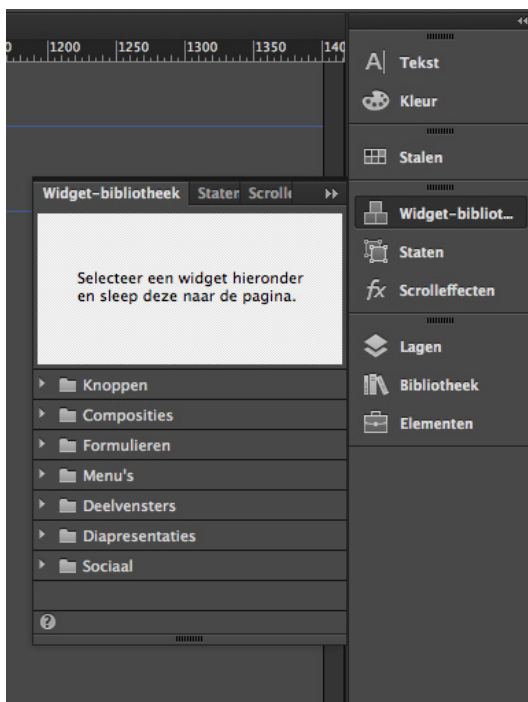 1200 1250 1300 1350
Tekst
Kleur
Stalen
Widget-bibliot...
Staten
Scrolleffecten
Lagen
Bibliotheek
Elementen
Widget-bibliotheek
Selecteer een widget hieronder
en sleep deze naar de pagina.
Knoppen
Composities
Formulieren
Menu's
Deelvensters
Diapresentaties
Sociaal